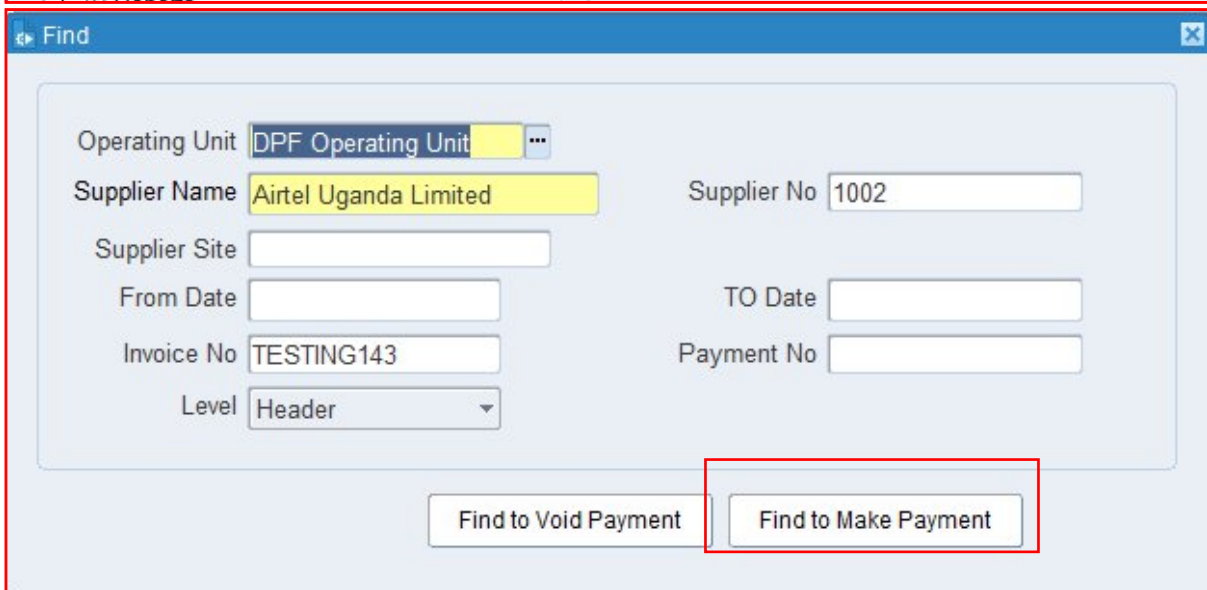 Find
Operating Unit DPF Operating Unit ...
Supplier Name Airtel Uganda Limited Supplier No 1002
Supplier Site
From Date TO Date
Invoice No TESTING143 Payment No
Level Header
Find to Void Payment Find to Make Payment